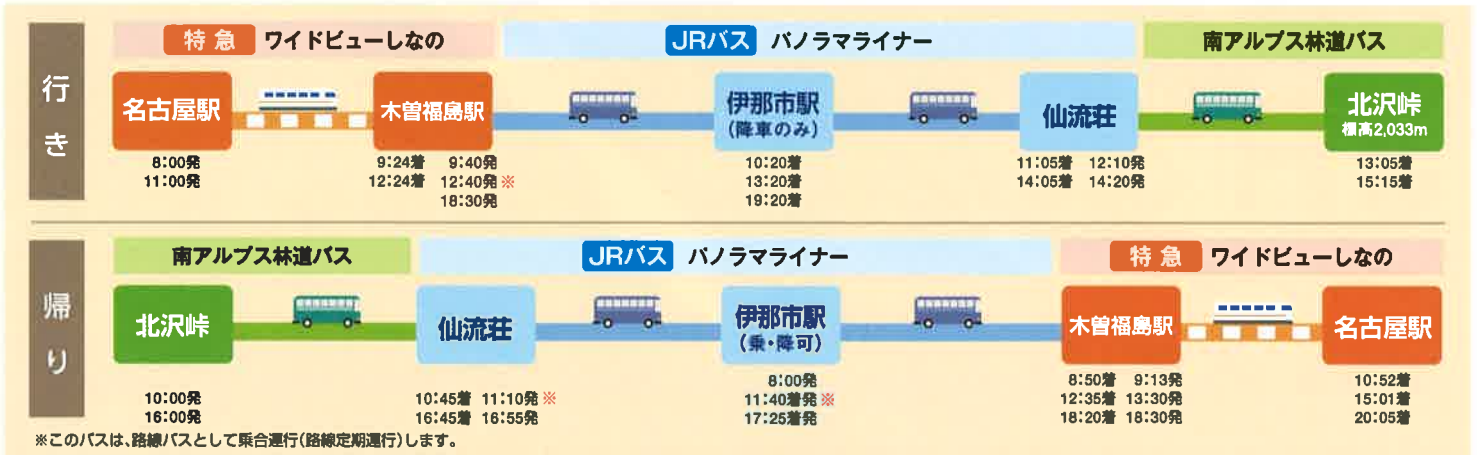 行き
特急 ワイドビューしなの
JRバス パノラマライナー
南アルプス林道バス
名古屋駅
木曽福島駅
伊那市駅
(降車のみ)
仙流荘
北沢峠
標高2,033m
8:00発
11:00発
9:24着 9:40発
12:24着 12:40発※
18:30発
10:20着
13:20着
19:20着
11:05着 12:10発
14:05着 14:20発
13:05着
15:15着
帰り
南アルプス林道バス
JRバス パノラマライナー
特急 ワイドビューしなの
北沢峠
仙流荘
伊那市駅
(乗・降可)
木曽福島駅
名古屋駅
10:00発
16:00発
10:45着 11:10発※
16:45着 16:55発
8:00発
11:40着発※
17:25着発
8:50着 9:13発
12:35着 13:30発
18:20着 18:30発
10:52着
15:01着
20:05着
※このバスは、路線バスとして乗合運行(路線定期運行)します。